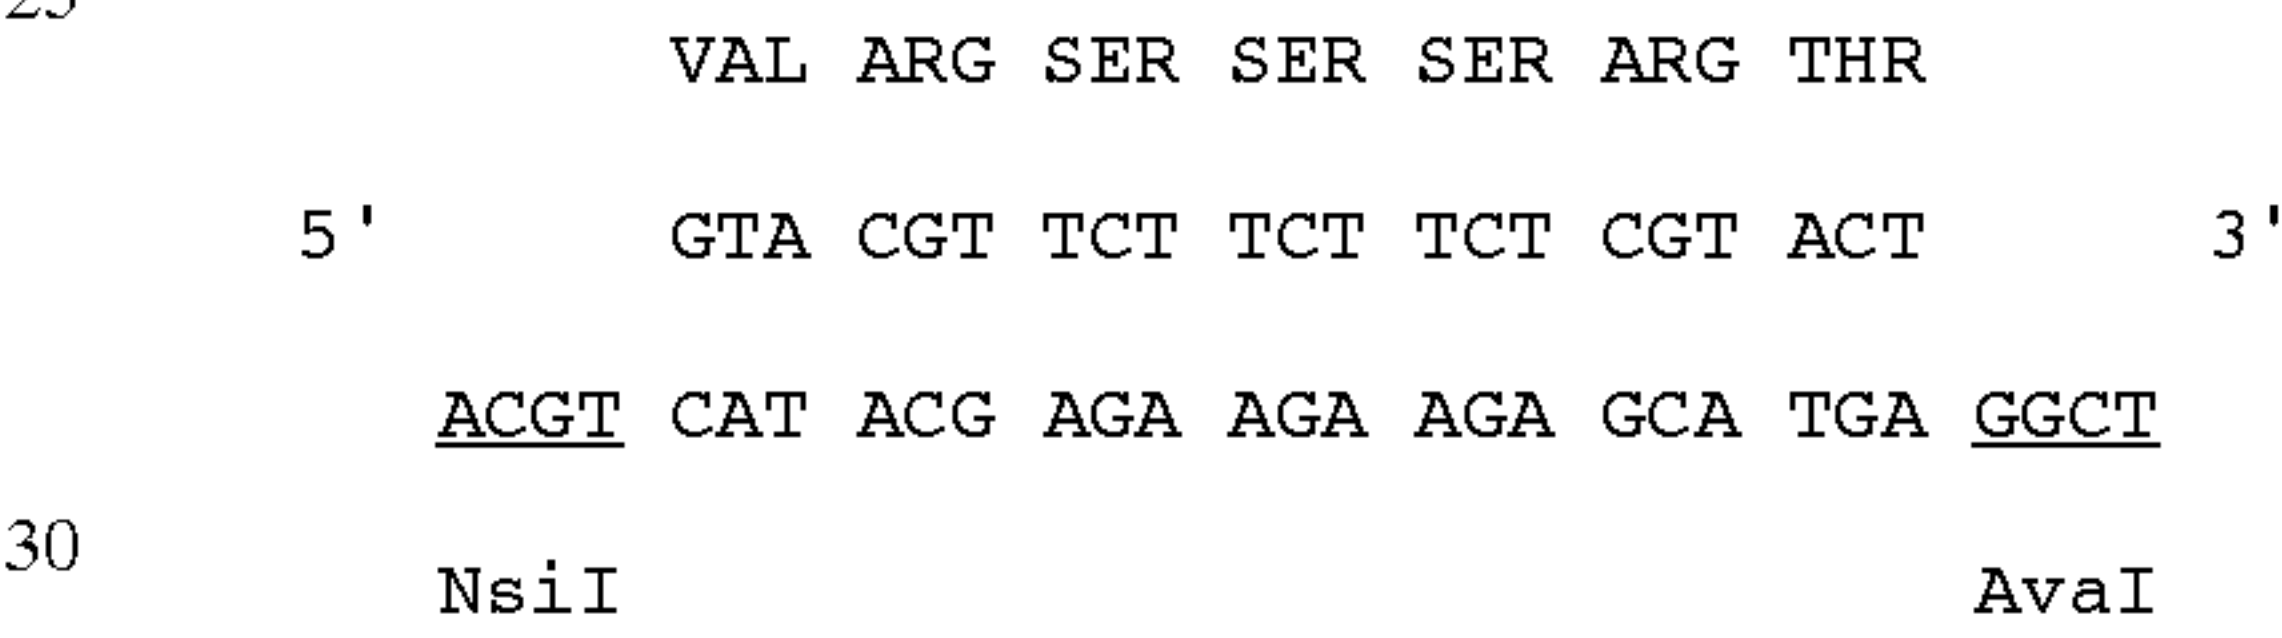 25
VAL ARG SER SER SER ARG THR
5' GTA CGT TCT TCT TCT CGT ACT 3'
ACGT CAT ACG AGA AGA AGA GCA TGA GGCT
30
NsiI AvaI